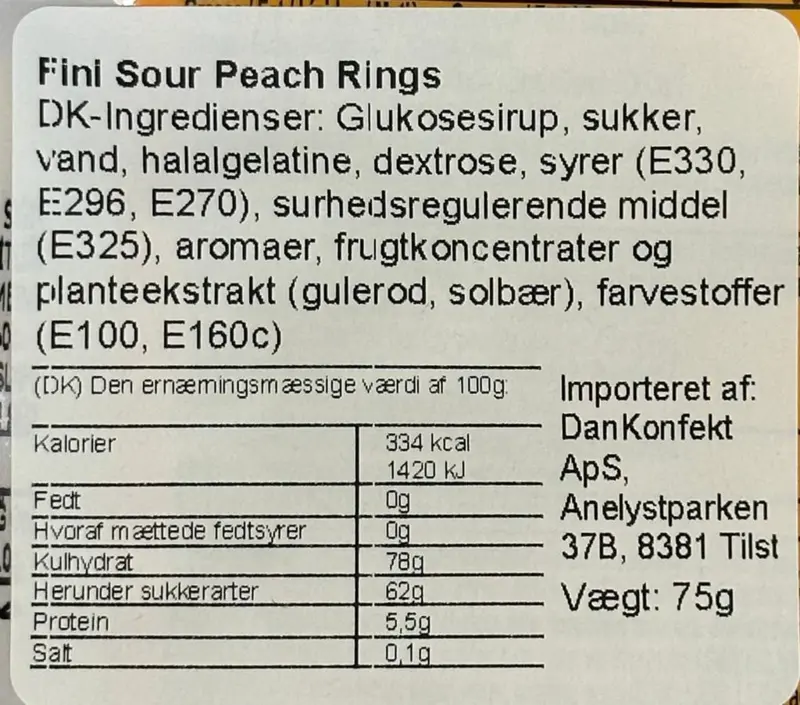 Fini Sour Peach Rings
DK-Ingredienser: Glukosesirup, sukker,
vand, halalgelatine, dextrose, syrer (E330,
E296, E270), surhedsregulerende middel
(E325), aromaer, frugtkoncentrater og
planteekstrakt (gulerod, solbær), farvestoffer
(E100, E160c)
(DK) Den ernæmingsmæssige værdi af 100g:
Kalorier 334 kcal
1420 kJ
Fedt 0g
Hvoraf mættede fedtsyrer 0g
Kulhydrat 78g
Herunder sukkerarter 62g
Protein 5,5g
Salt 0,1g
Importeret af:
DanKonfekt
ApS,
Anelystparken
37B, 8381 Tilst
Vægt: 75g